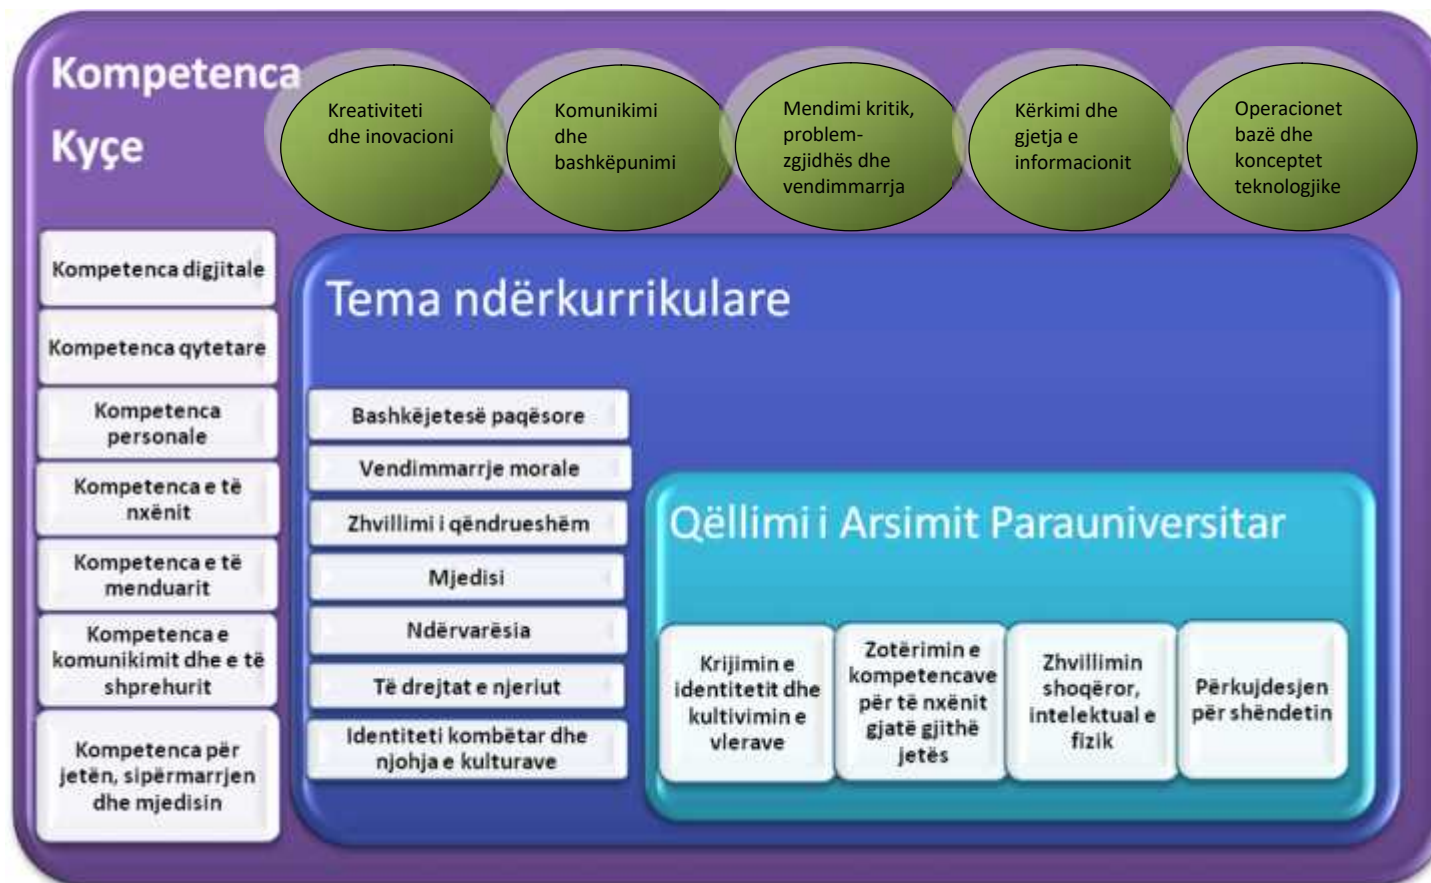 Kompetenca
Kyçe
Kreativiteti
dhe inovacioni
Komunikimi
dhe
bashkëpunimi
Mendimi kritik,
problem-
zgjidhës dhe
vendimmarrja
Kërkimi dhe
gjetja e
informacionit
Operacionet
bazë dhe
konceptet
teknologjike
Kompetenca digjitale
Kompetenca qytetare
Kompetenca
personale
Kompetenca e të
nxënit
Kompetenca e të
menduarit
Kompetenca e
komunikimit dhe e të
shprehurit
Kompetenca për
jetën, sipërmarrjen
dhe mjedisin
Tema ndërkurrikulare
Bashkëjetesë paqësore
Vendimmarrje morale
Zhvillimi i qëndrueshëm
Mjedisi
Ndërvarësia
Të drejtat e njeriut
Identiteti kombëtar dhe
njohja e kulturave
Qëllimi i Arsimit Parauniversitar
Krijimin e
identitetit dhe
kultivimin e
vlerave
Zotërimin e
kompetencave
për të nxënit
gjatë gjithë
jetës
Zhvillimin
shoqëror,
intelektual e
fizik
Përkujdesjen
për shëndetin